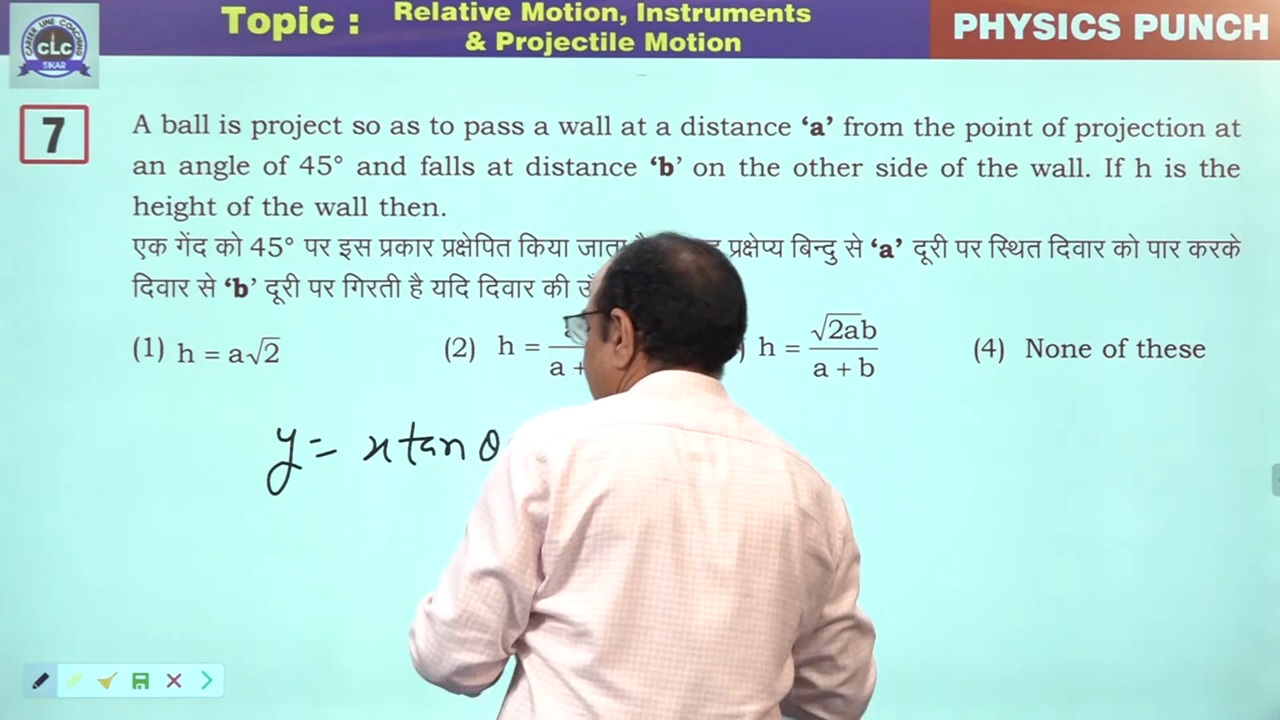 CAREER LINE COACHING
CLC
SIKAR
Topic :
Relative Motion, Instruments
& Projectile Motion
PHYSICS PUNCH
7
A ball is project so as to pass a wall at a distance ‘a’ from the point of projection at
an angle of 45° and falls at distance ‘b’ on the other side of the wall. If h is the
height of the wall then.
एक गेंद को 45° पर इस प्रकार प्रक्षेपित किया प्रक्षेप्य बिन्दु से ‘a’ दूरी पर स्थित दिवार को पार करके
दिवार से ‘b’ दूरी पर गिरती है यदि दिवार की
(1) h = a√2
(2) h = a +
h = √2ab / a + b
(4) None of these
y = x tan θ